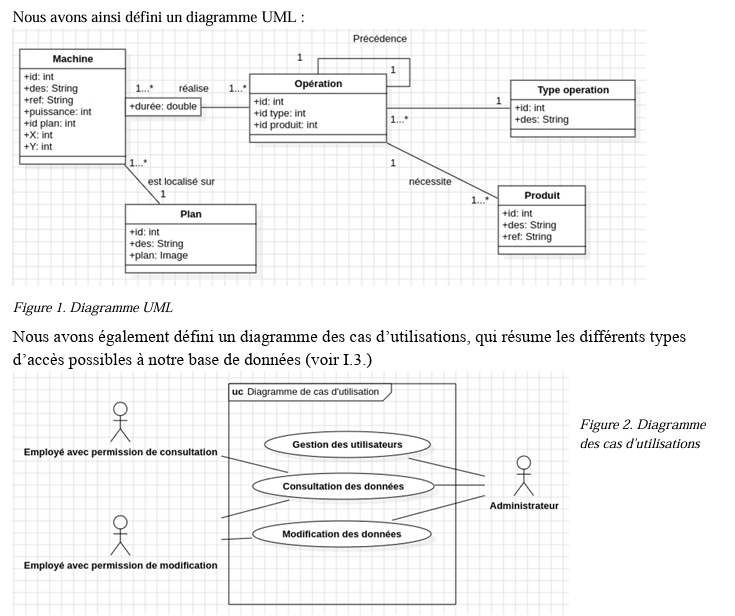 Nous avons ainsi défini un diagramme UML :
Précédence
1
1
Machine
+id: int
+des: String
+ref: String
+puissance: int
+id plan: int
+X: int
+Y: int
1...*
réalise
1...*
+durée: double
Opération
+id: int
+id type: int
+id produit: int
1
1...*
Type operation
+id: int
+des: String
1...*
est localisé sur
1
Plan
+id: int
+des: String
+plan: Image
1
nécessite
1...*
Produit
+id: int
+des: String
+ref: String
Figure 1. Diagramme UML
Nous avons également défini un diagramme des cas d’utilisations, qui résume les différents types
d’accès possibles à notre base de données (voir I.3.)
uc Diagramme de cas d'utilisation
Employé avec permission de consultation
Gestion des utilisateurs
Consultation des données
Modification des données
Administrateur
Employé avec permission de modification
Figure 2. Diagramme
des cas d’utilisations